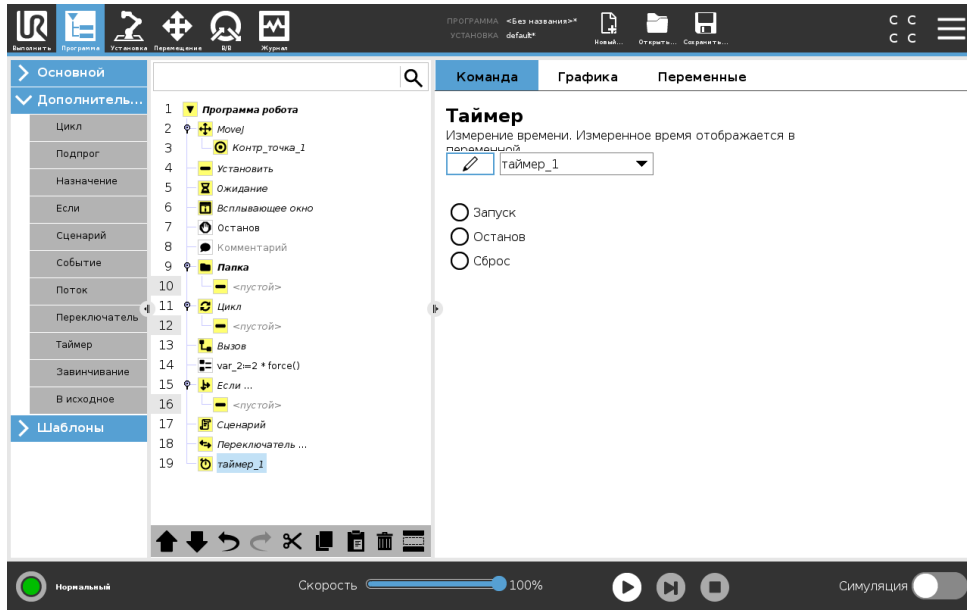 UR
Выполнить
Программа
Установка
Перемещение
В/В
Журнал
ПРОГРАММА <Без названия>*
УСТАНОВКА default*
Новый...
Открыть...
Сохранить...
C C
C C
Основной
Дополнитель...
Цикл
Подпрог
Назначение
Если
Сценарий
Событие
Поток
Переключатель
Таймер
Завинчивание
В исходное
Шаблоны
1 Программа робота
2 MoveJ
3 Контр_точка_1
4 Установить
5 Ожидание
6 Всплывающее окно
7 Останов
8 Комментарий
9 Папка
10 <пустой>
11 Цикл
12 <пустой>
13 Вызов
14 var_2≔2 * force()
15 Если ...
16 <пустой>
17 Сценарий
18 Переключатель ...
19 таймер_1
Команда
Графика
Переменные
Таймер
Измерение времени. Измеренное время отображается в
переменной
таймер_1
Запуск
Останов
Сброс
Нормальный
Скорость
100%
Симуляция